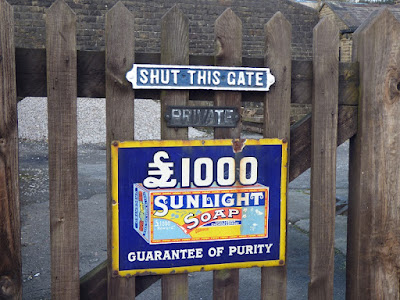 SHUT THIS GATE
PRIVATE
£1000
SUNLIGHT
SOAP
GUARANTEE OF PURITY